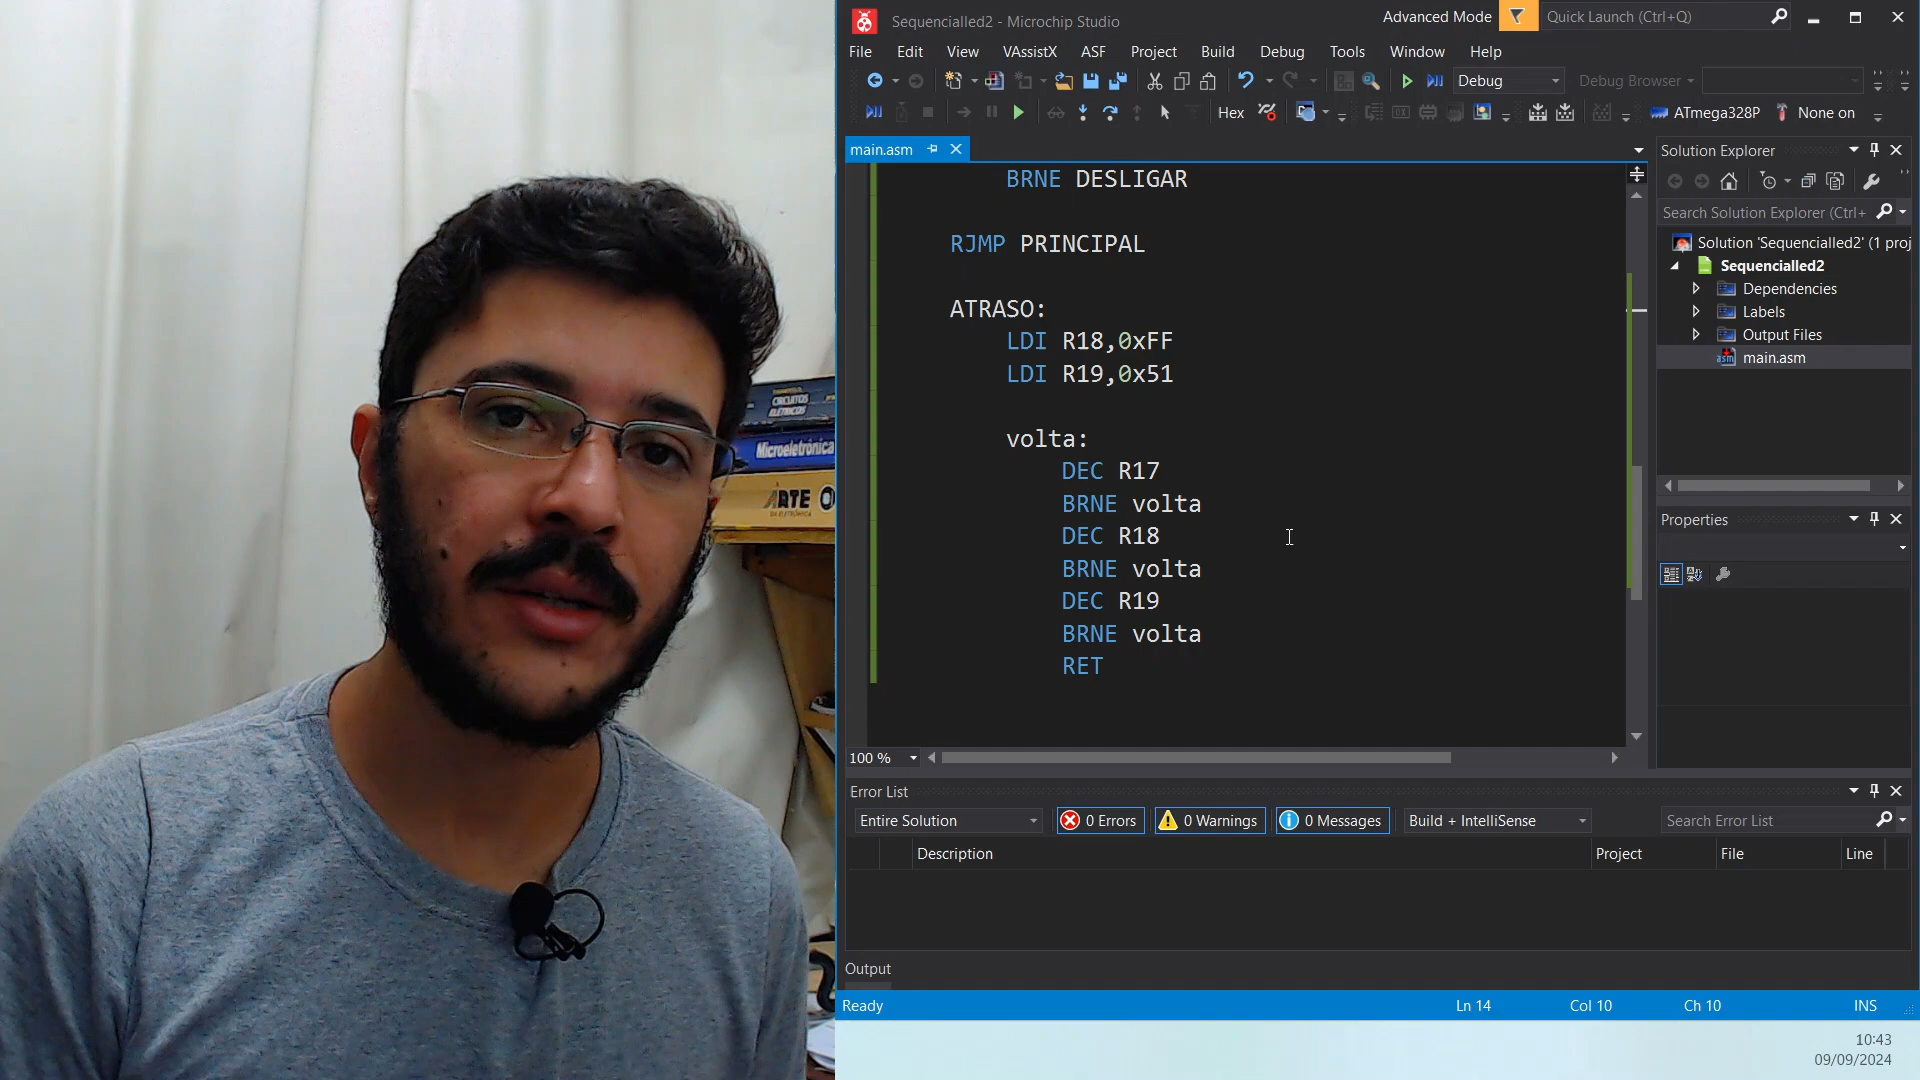 CIRCUITOS
ELÉTRICOS
Microeletrônica
ARTE
DA ELETRÔNICA
Sequencialled2 - Microchip Studio
Advanced Mode
Quick Launch (Ctrl+Q)
File Edit View VAssistX ASF Project Build Debug Tools Window Help
Debug
Debug Browser
Hex
ATmega328P
None on
main.asm
BRNE DESLIGAR
RJMP PRINCIPAL
ATRASO:
LDI R18,0xFF
LDI R19,0x51
volta:
DEC R17
BRNE volta
DEC R18
BRNE volta
DEC R19
BRNE volta
RET
100 %
Solution Explorer
Search Solution Explorer (Ctrl+
Solution 'Sequencialled2' (1 proj
Sequencialled2
Dependencies
Labels
Output Files
asm main.asm
Properties
Error List
Entire Solution
0 Errors
0 Warnings
0 Messages
Build + IntelliSense
Search Error List
Description Project File Line
Output
Ready Ln 14 Col 10 Ch 10 INS
10:43
09/09/2024